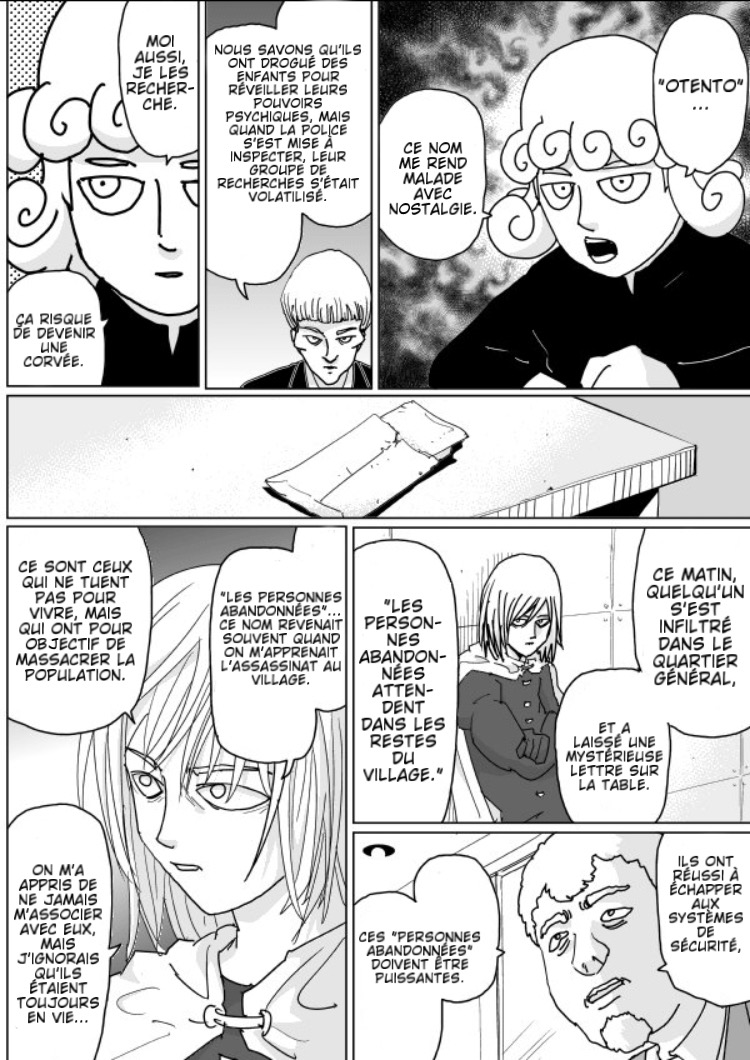 "OTENTO"
...
CE NOM
ME REND
MALADE
AVEC
NOSTALGIE.
NOUS SAVONS QU'ILS
ONT DROGUÉ DES
ENFANTS POUR
RÉVEILLER LEURS
POUVOIRS
PSYCHIQUES, MAIS
QUAND LA POLICE
S'EST MISE À
INSPECTER, LEUR
GROUPE DE
RECHERCHES S'ÉTAIT
VOLATILISÉ.
MOI
AUSSI,
JE LES
RECHER-
CHE.
ÇA RISQUE
DE DEVENIR
UNE
CORVÉE.
CE MATIN,
QUELQU'UN
S'EST
INFILTRÉ
DANS LE
QUARTIER
GÉNÉRAL,
ET A
LAISSÉ UNE
MYSTÉRIEUSE
LETTRE SUR
LA TABLE.
"LES
PERSON-
NES
ABANDON-
NÉES
ATTEN-
DENT
DANS LES
RESTES
DU
VILLAGE."
ILS ONT
RÉUSSI À
ÉCHAPPER
AUX
SYSTÈMES
DE
SÉCURITÉ,
CES "PERSONNES
ABANDONNÉES"
DOIVENT ÊTRE
PUISSANTES.
"LES PERSONNES
ABANDONNÉES"...
CE NOM REVENAIT
SOUVENT QUAND
ON M'APPRENAIT
L'ASSASSINAT AU
VILLAGE.
CE SONT CEUX
QUI NE TUENT
PAS POUR
VIVRE, MAIS
QUI ONT POUR
OBJECTIF DE
MASSACRER LA
POPULATION.
ON M'A
APPRIS DE
NE JAMAIS
M'ASSOCIER
AVEC EUX,
MAIS
J'IGNORAIS
QU'ILS
ÉTAIENT
TOUJOURS
EN VIE...